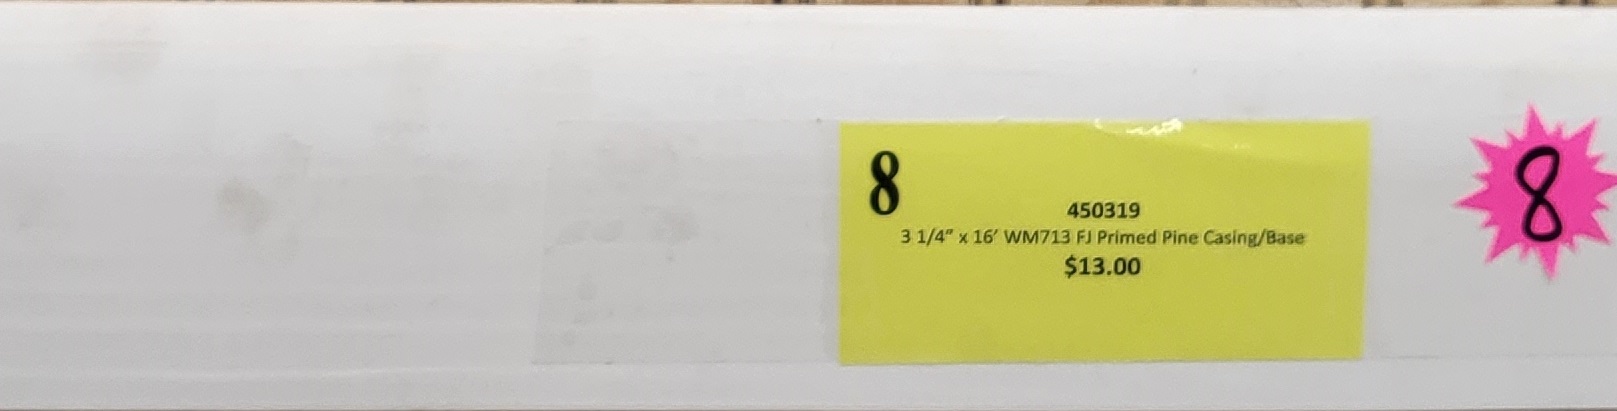 8
450319
3 1/4” x 16’ WM713 FJ Primed Pine Casing/Base
$13.00
8